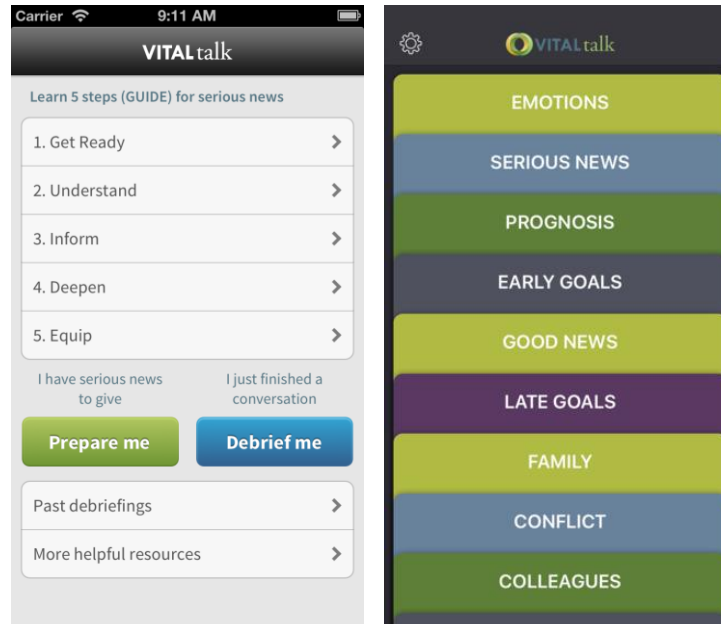 Carrier 9:11 AM
VITALtalk
Learn 5 steps (GUIDE) for serious news
1. Get Ready
2. Understand
3. Inform
4. Deepen
5. Equip
I have serious news
to give
I just finished a
conversation
Prepare me
Debrief me
Past debriefings
More helpful resources
VITALtalk
EMOTIONS
SERIOUS NEWS
PROGNOSIS
EARLY GOALS
GOOD NEWS
LATE GOALS
FAMILY
CONFLICT
COLLEAGUES